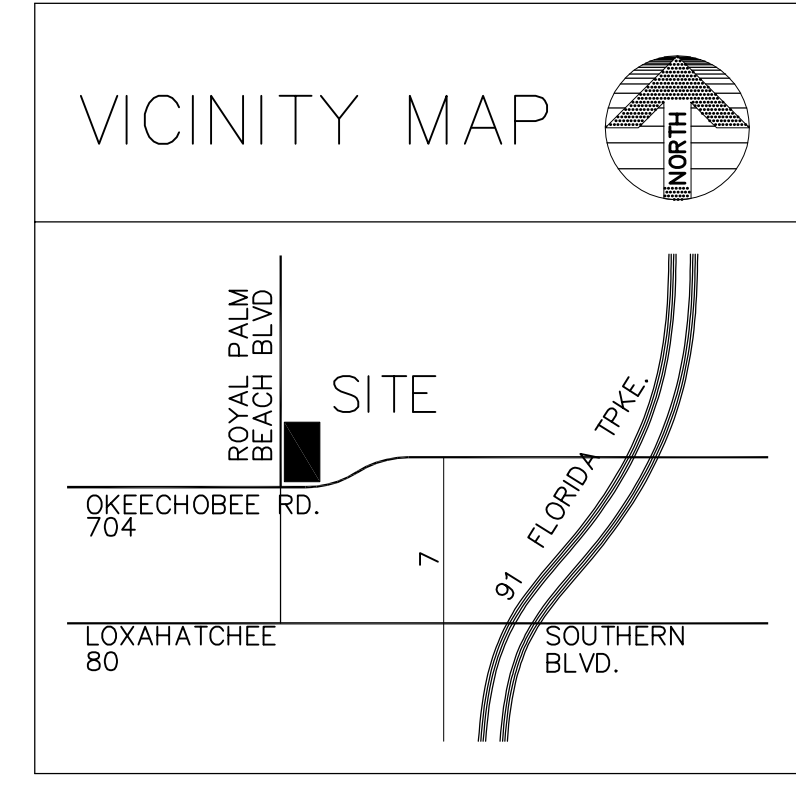 VICINITY MAP
NORTH
ROYAL PALM
BEACH BLVD
SITE
91 FLORIDA TPKE.
OKEECHOBEE RD.
704
7
LOXAHATCHEE
80
SOUTHERN
BLVD.